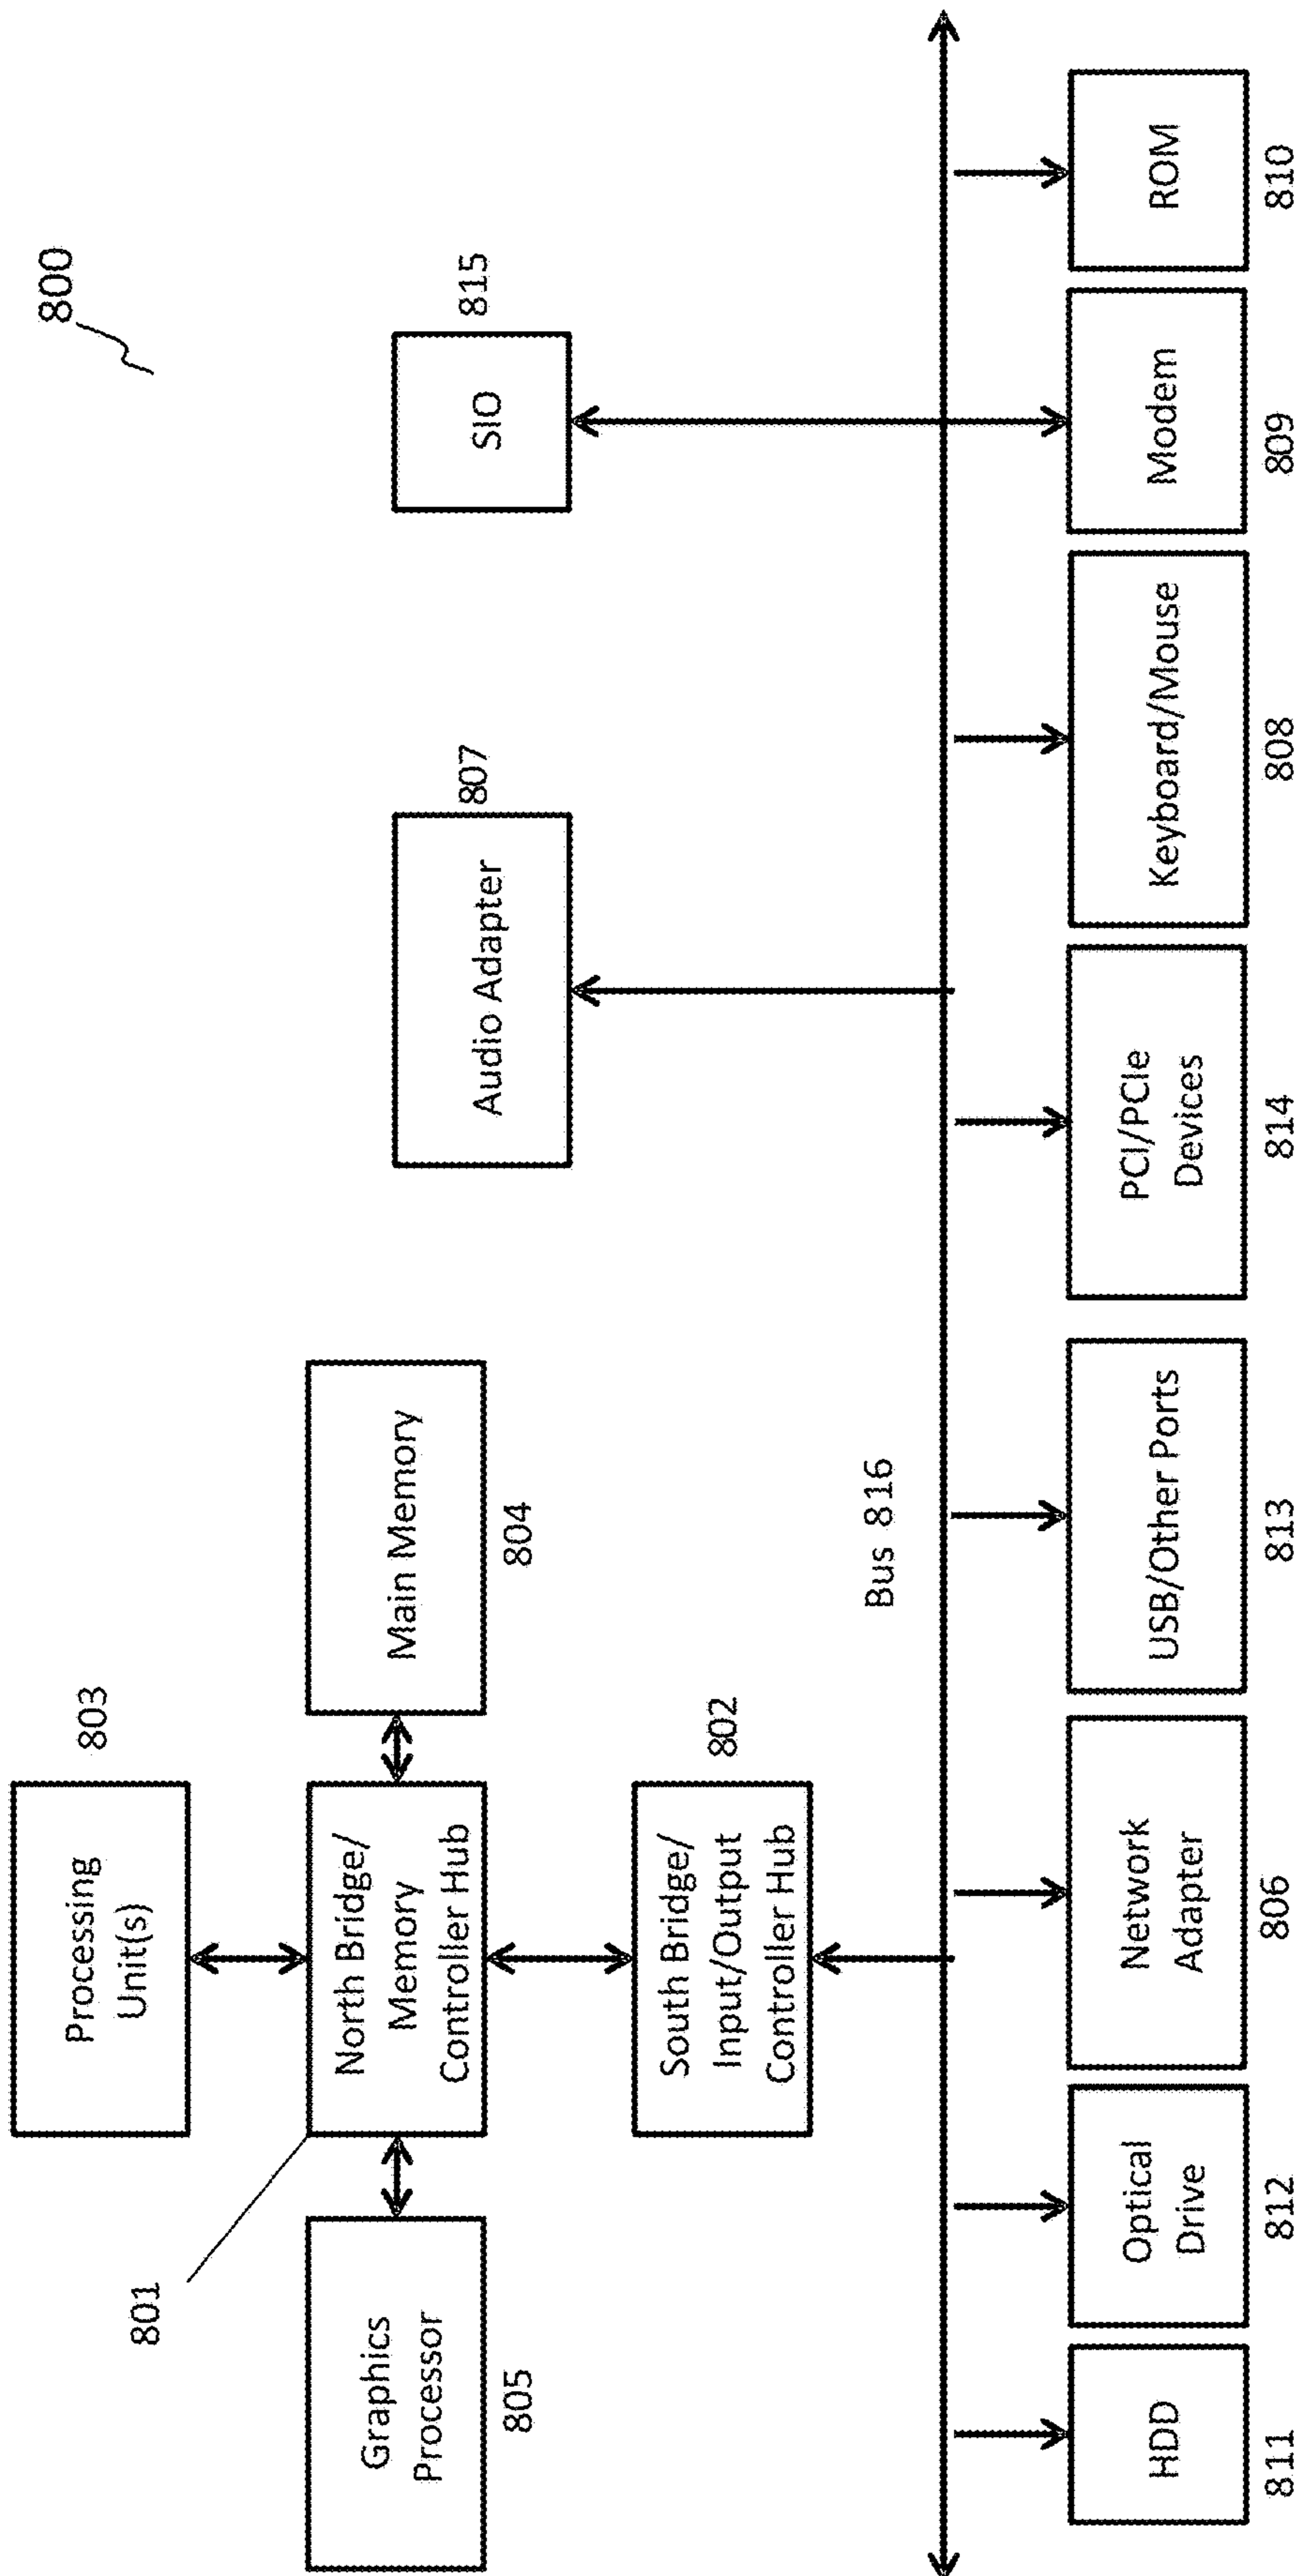 800
803
Processing
Unit(s)
801
Graphics
Processor
805
North Bridge/
Memory
Controller Hub
Main Memory
804
Audio Adapter
807
SIO
815
South Bridge/
Input/Output
Controller Hub
802
Bus 816
HDD
811
Optical
Drive
812
Network
Adapter
806
USB/Other Ports
813
PCI/PCIe
Devices
814
Keyboard/Mouse
808
Modem
809
ROM
810